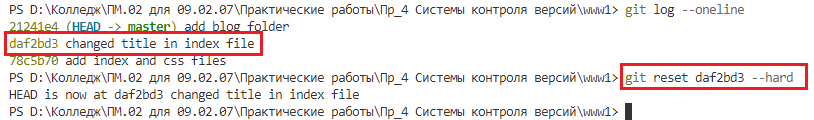 PS D:\Колледж\ПМ.02 для 09.02.07\Практические работы\Пр_4 Системы контроля версий\www1> git log --oneline
21241e4 (HEAD -> master) add blog folder
daf2bd3 changed title in index file
78c5b70 add index and css files
PS D:\Колледж\ПМ.02 для 09.02.07\Практические работы\Пр_4 Системы контроля версий\www1> git reset daf2bd3 --hard
HEAD is now at daf2bd3 changed title in index file
PS D:\Колледж\ПМ.02 для 09.02.07\Практические работы\Пр_4 Системы контроля версий\www1>